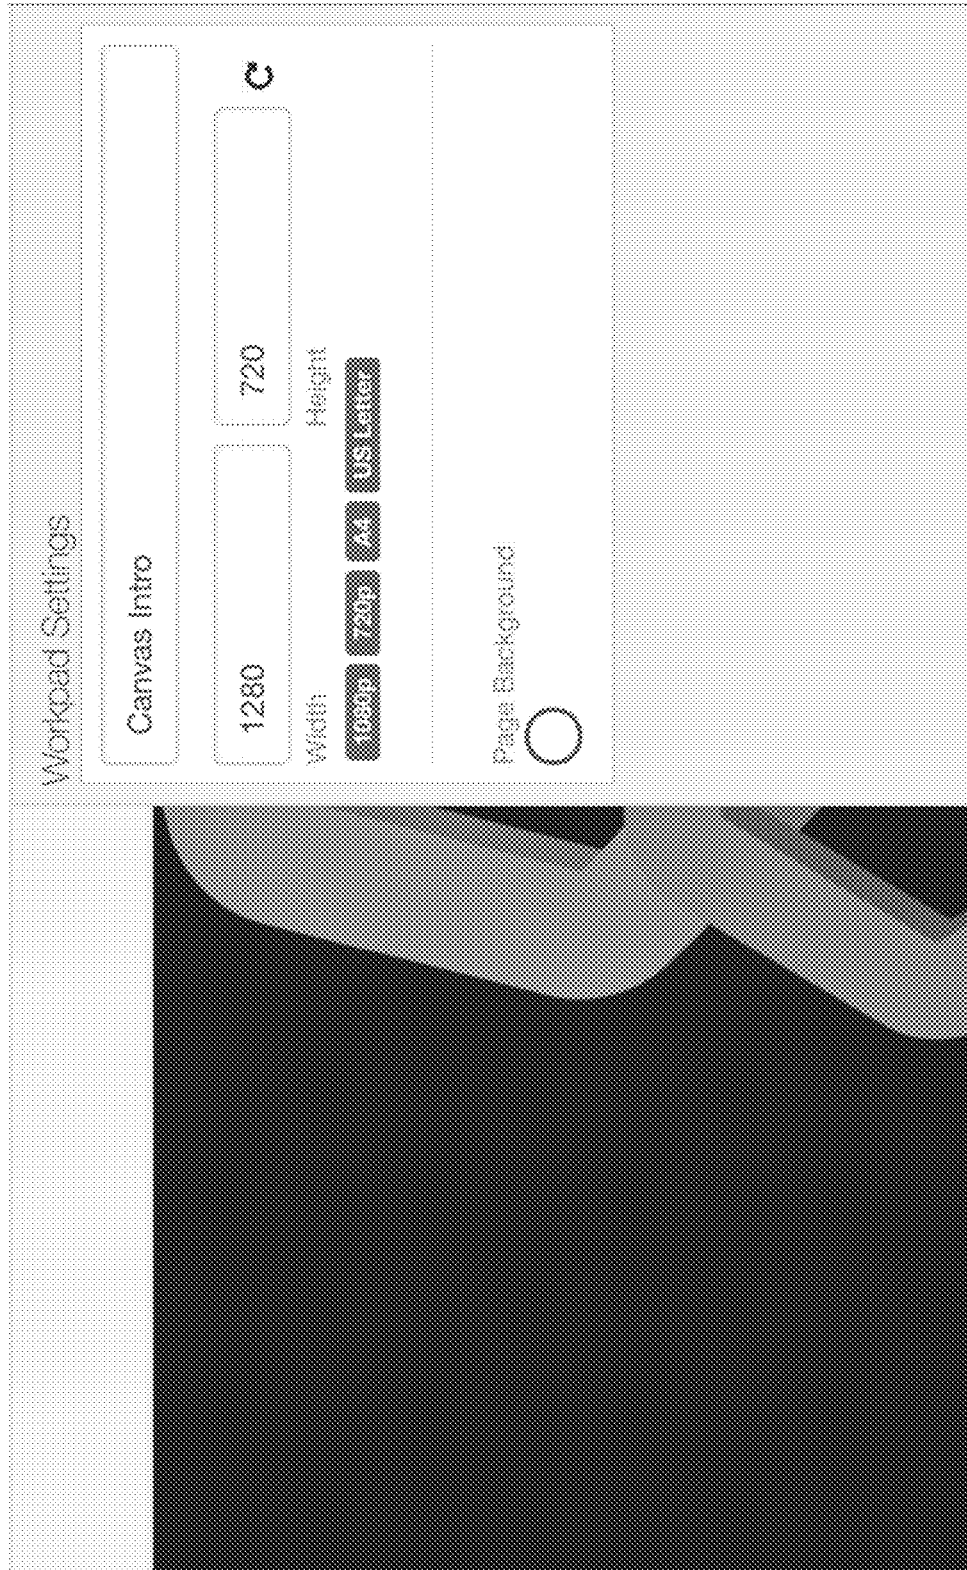 Workpad Settings
Canvas Intro
1280 720
Width Height
1080p 720p A4 US Letter
Page Background